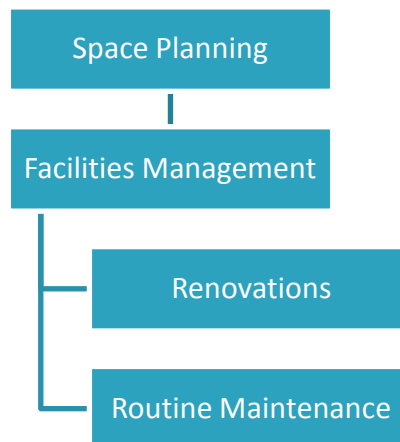 Space Planning
Facilities Management
Renovations
Routine Maintenance